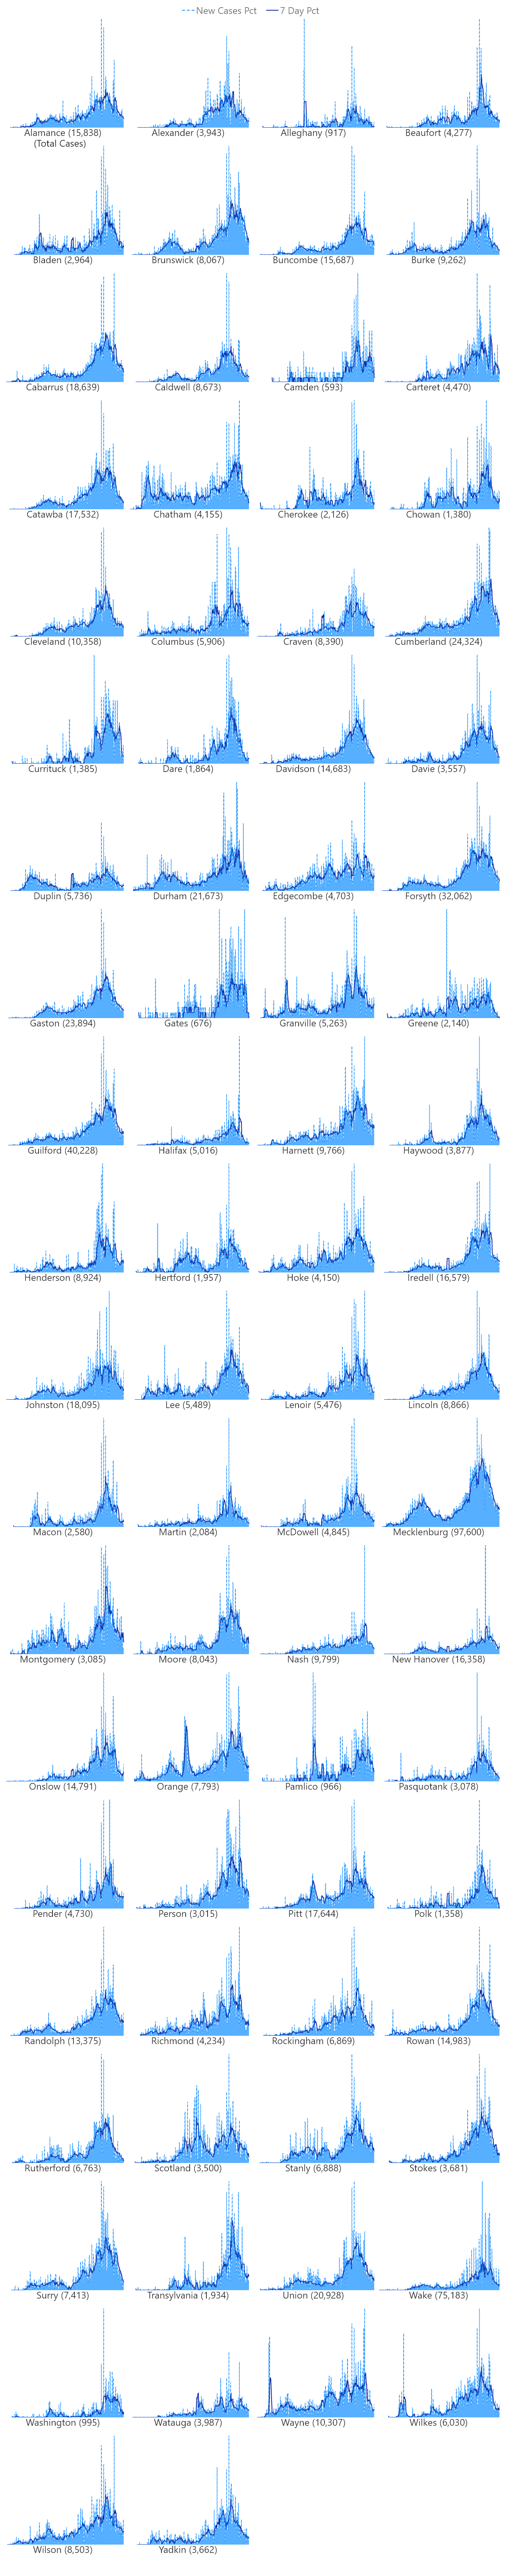 New Cases Pct 7 Day Pct
Alamance (15,838) Alexander (3,943) Alleghany (917) Beaufort (4,277)
(Total Cases)
Bladen (2,964) Brunswick (8,067) Buncombe (15,687) Burke (9,262)
Cabarrus (18,639) Caldwell (8,673) Camden (593) Carteret (4,470)
Catawba (17,532) Chatham (4,155) Cherokee (2,126) Chowan (1,380)
Cleveland (10,358) Columbus (5,906) Craven (8,390) Cumberland (24,324)
Currituck (1,385) Dare (1,864) Davidson (14,683) Davie (3,557)
Duplin (5,736) Durham (21,673) Edgecombe (4,703) Forsyth (32,062)
Gaston (23,894) Gates (676) Granville (5,263) Greene (2,140)
Guilford (40,228) Halifax (5,016) Harnett (9,766) Haywood (3,877)
Henderson (8,924) Hertford (1,957) Hoke (4,150) Iredell (16,579)
Johnston (18,095) Lee (5,489) Lenoir (5,476) Lincoln (8,866)
Macon (2,580) Martin (2,084) McDowell (4,845) Mecklenburg (97,600)
Montgomery (3,085) Moore (8,043) Nash (9,799) New Hanover (16,358)
Onslow (14,791) Orange (7,793) Pamlico (966) Pasquotank (3,078)
Pender (4,730) Person (3,015) Pitt (17,644) Polk (1,358)
Randolph (13,375) Richmond (4,234) Rockingham (6,869) Rowan (14,983)
Rutherford (6,763) Scotland (3,500) Stanly (6,888) Stokes (3,681)
Surry (7,413) Transylvania (1,934) Union (20,928) Wake (75,183)
Washington (995) Watauga (3,987) Wayne (10,307) Wilkes (6,030)
Wilson (8,503) Yadkin (3,662)